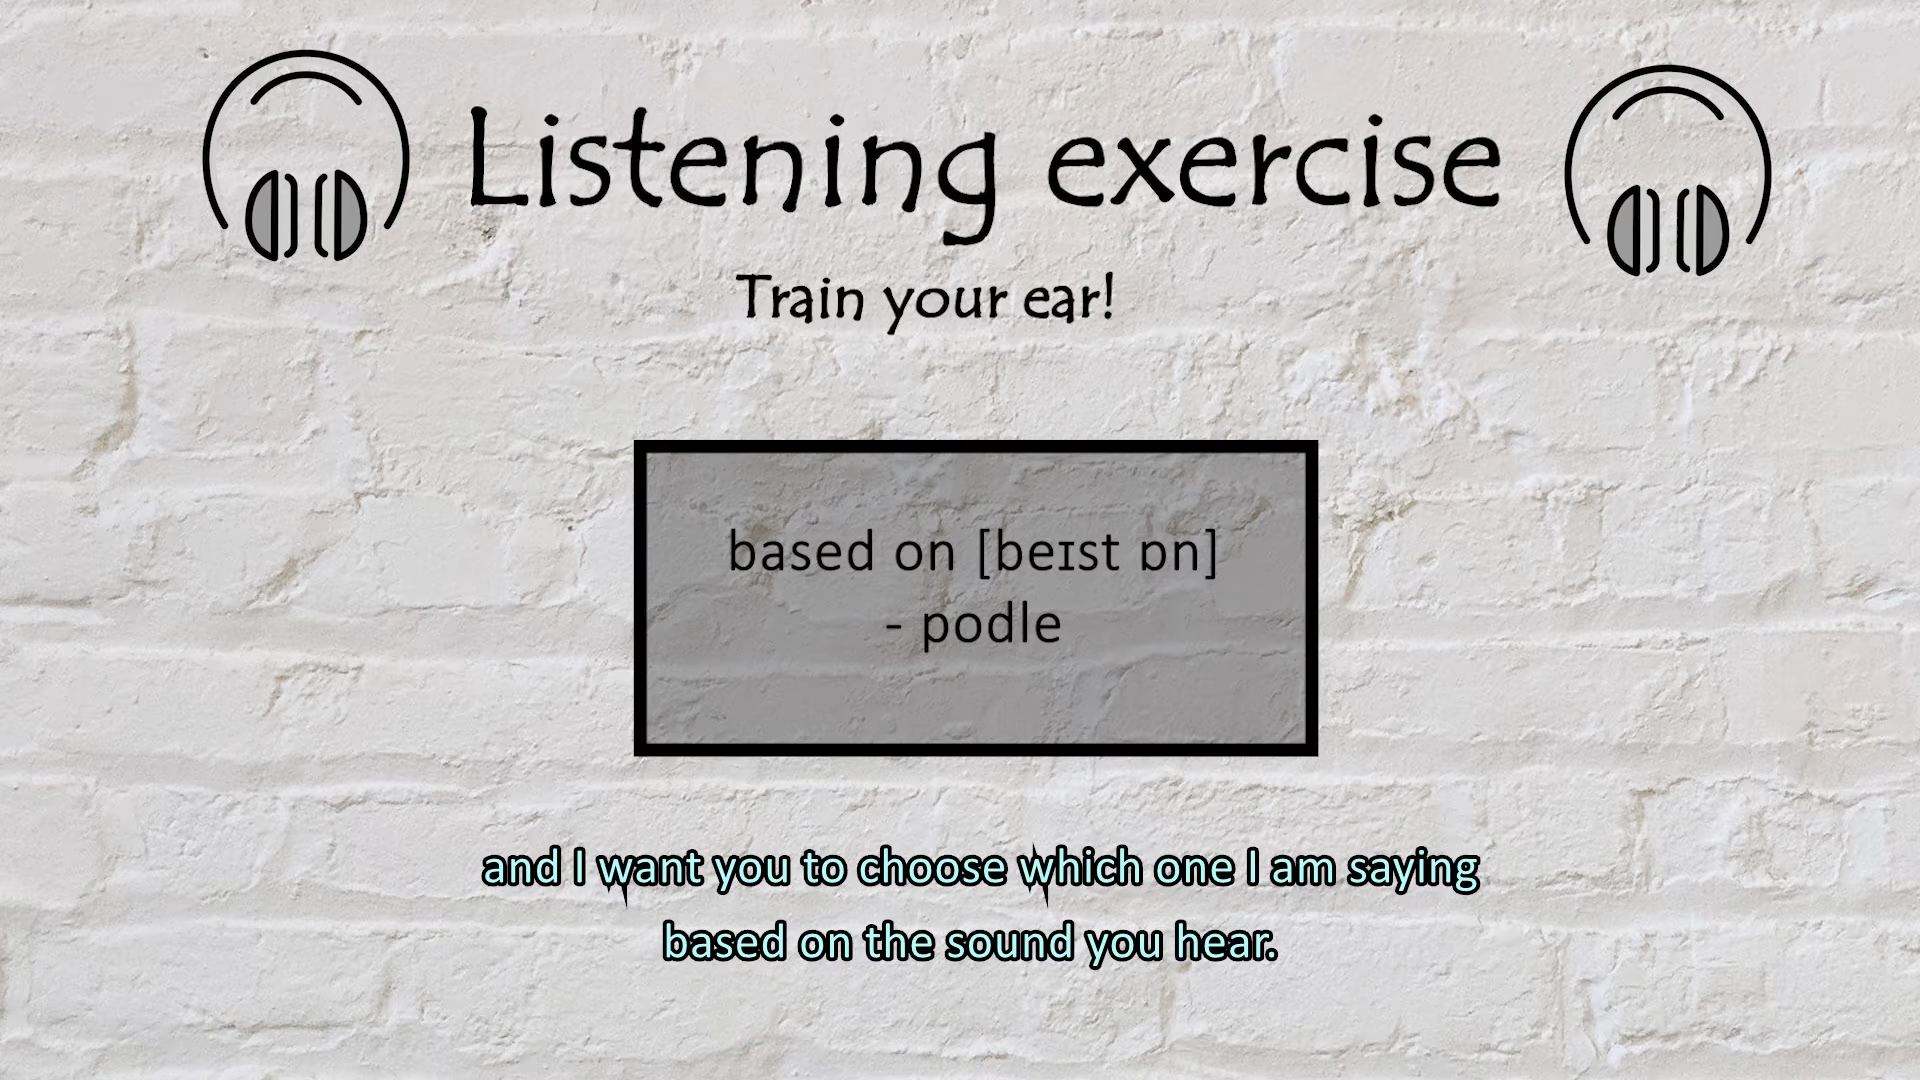 Listening exercise
Train your ear!
based on [beɪst ɒn]
- podle
and I want you to choose which one I am saying
based on the sound you hear.